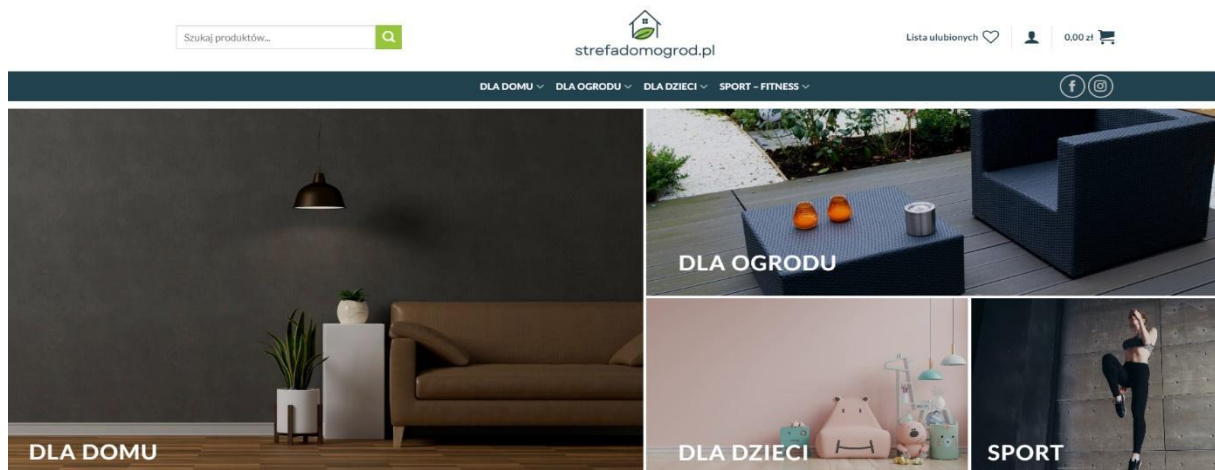 Szukaj produktów...
strefadomogrod.pl
Lista ulubionych
0,00 zł
DLA DOMU DLA OGRODU DLA DZIECI SPORT – FITNESS
DLA OGRODU
DLA DOMU
DLA DZIECI
SPORT